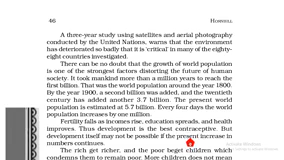 46 HORNBILL
A three-year study using satellites and aerial photography
conducted by the United Nations, warns that the environment
has deteriorated so badly that it is ‘critical’ in many of the eighty-
eight countries investigated.
There can be no doubt that the growth of world population
is one of the strongest factors distorting the future of human
society. It took mankind more than a million years to reach the
first billion. That was the world population around the year 1800.
By the year 1900, a second billion was added, and the twentieth
century has added another 3.7 billion. The present world
population is estimated at 5.7 billion. Every four days the world
population increases by one million.
Fertility falls as incomes rise, education spreads, and health
improves. Thus development is the best contraceptive. But
development itself may not be possible if the present increase in
numbers continues.
The rich get richer, and the poor beget children which
condemns them to remain poor. More children does not mean